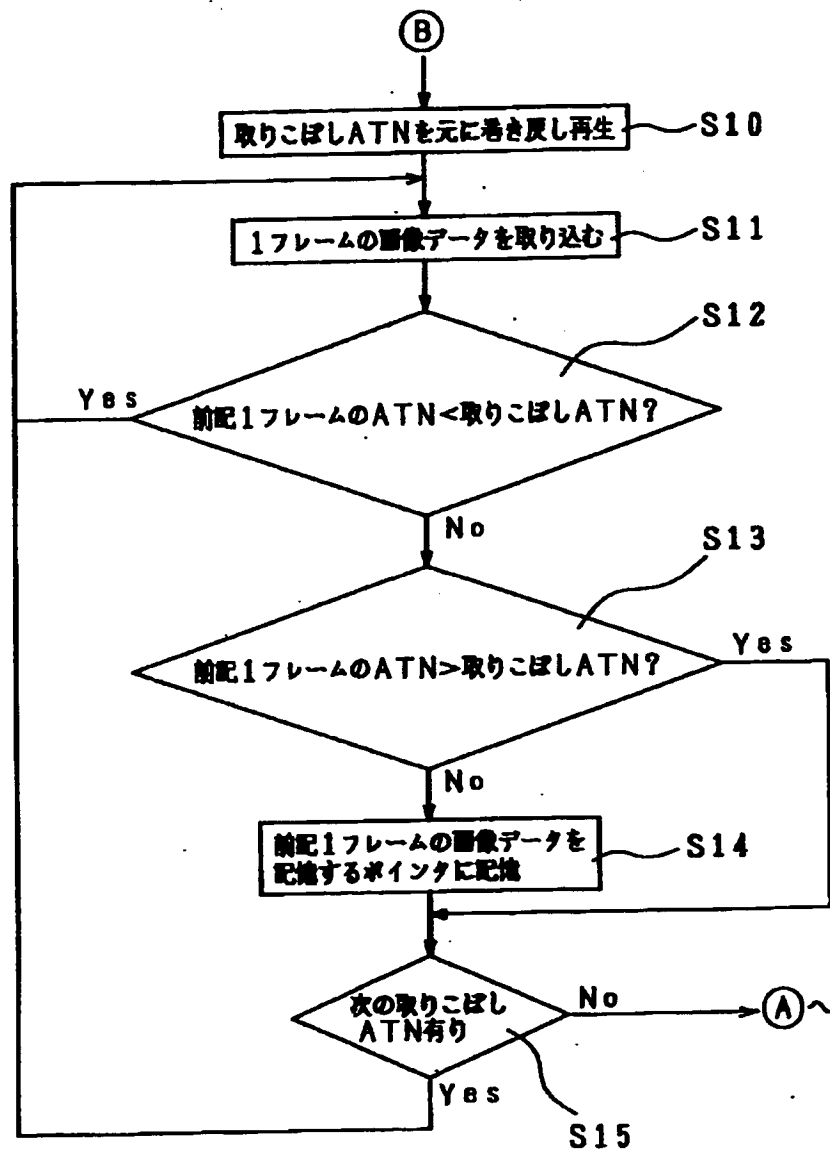 B
取りこぼしATNを元に巻き戻し再生
S10
1フレームの画像データを取り込む
S11
S12
Yes
前記1フレームのATN<取りこぼしATN?
No
S13
Yes
前記1フレームのATN>取りこぼしATN?
No
前記1フレームの画像データを
記憶するポインタに記憶
S14
次の取りこぼし
ATN有り
No
Aへ
Yes
S15